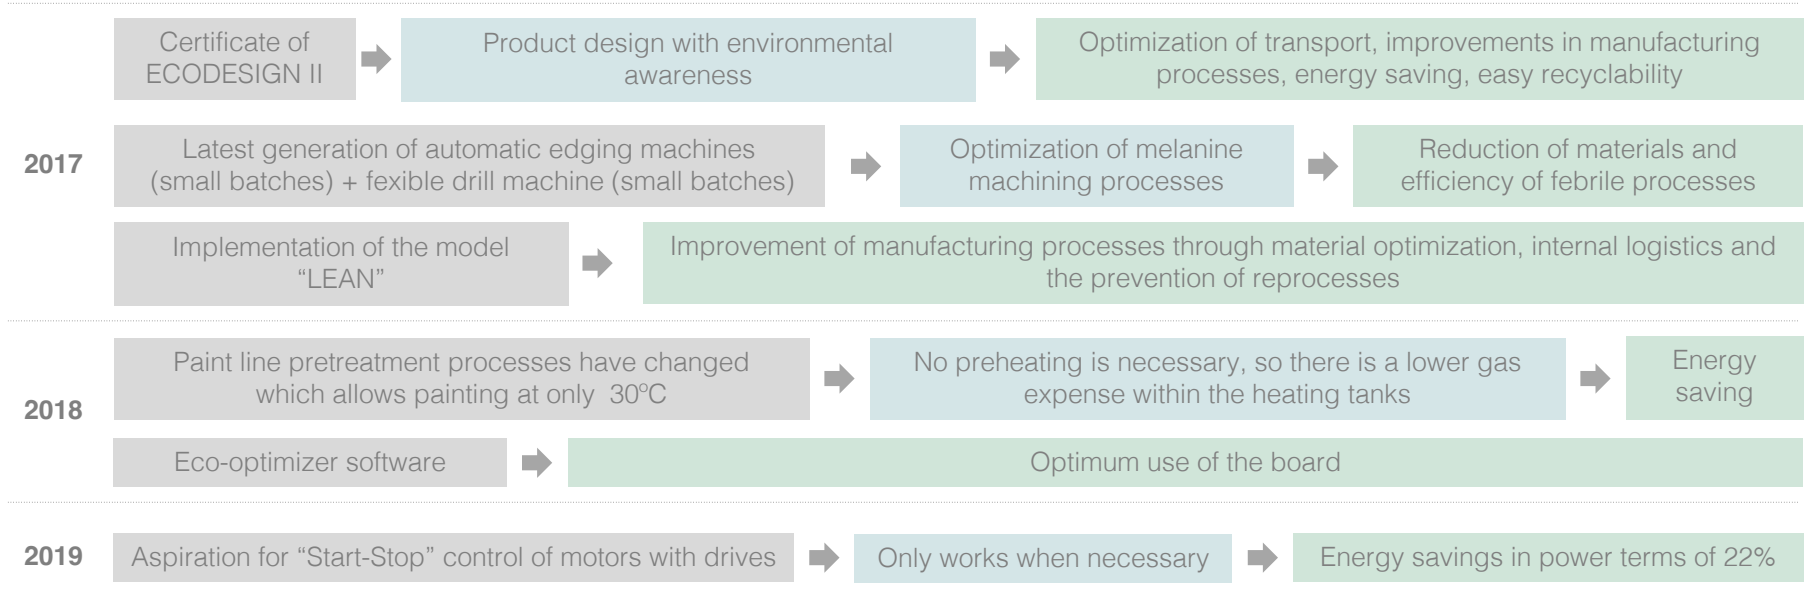 Certificate of
ECODESIGN II
Product design with environmental
awareness
Optimization of transport, improvements in manufacturing
processes, energy saving, easy recyclability
2017
Latest generation of automatic edging machines
(small batches) + fexible drill machine (small batches)
Optimization of melanine
machining processes
Reduction of materials and
efficiency of febrile processes
Implementation of the model
“LEAN”
Improvement of manufacturing processes through material optimization, internal logistics and
the prevention of reprocesses
2018
Paint line pretreatment processes have changed
which allows painting at only 30ºC
No preheating is necessary, so there is a lower gas
expense within the heating tanks
Energy
saving
Eco-optimizer software
Optimum use of the board
2019
Aspiration for “Start-Stop” control of motors with drives
Only works when necessary
Energy savings in power terms of 22%